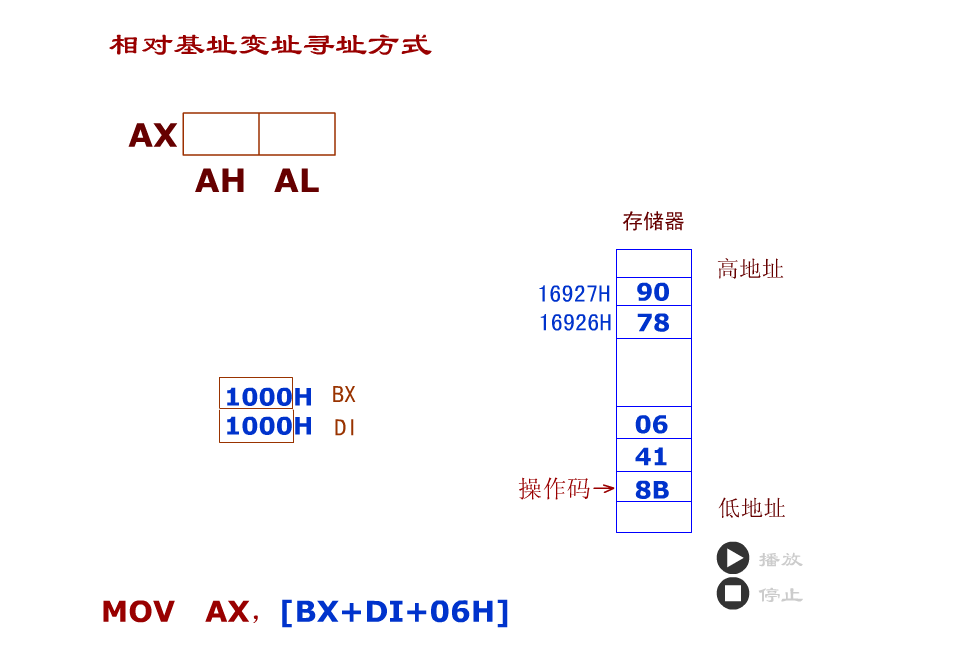 相对基址变址寻址方式
AX
AH AL
存储器
高地址
16927H 90
16926H 78
1000H BX
1000H DI
06
41
操作码→ 8B
低地址
播放
停止
MOV AX, [BX+DI+06H]